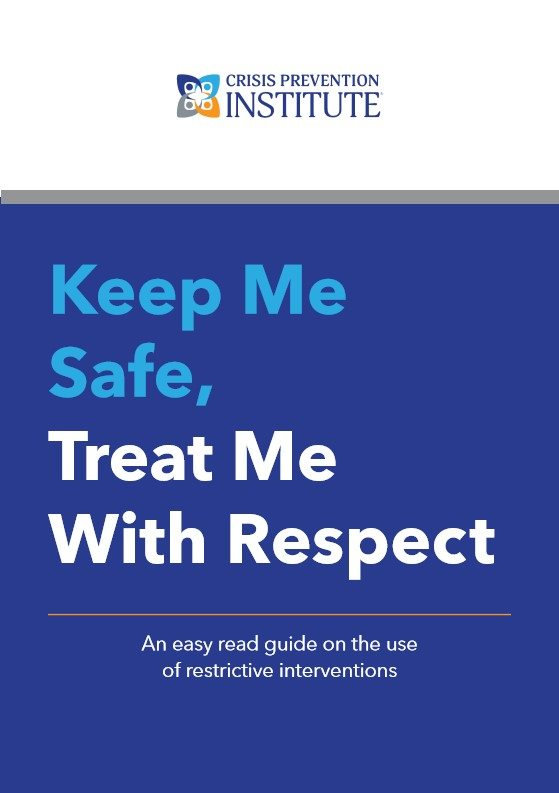 CRISIS PREVENTION
INSTITUTE
Keep Me
Safe,
Treat Me
With Respect
An easy read guide on the use
of restrictive interventions